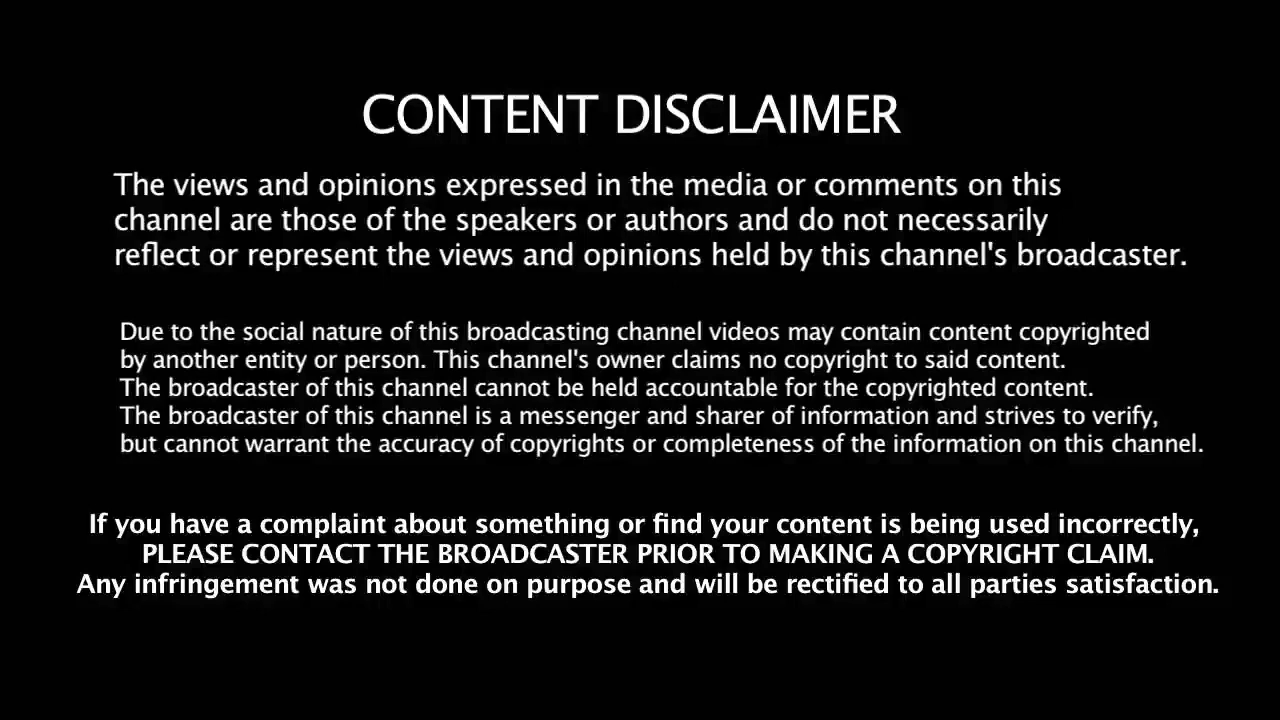 CONTENT DISCLAIMER
The views and opinions expressed in the media or comments on this
channel are those of the speakers or authors and do not necessarily
reflect or represent the views and opinions held by this channel's broadcaster.
Due to the social nature of this broadcasting channel videos may contain content copyrighted
by another entity or person. This channel's owner claims no copyright to said content.
The broadcaster of this channel cannot be held accountable for the copyrighted content.
The broadcaster of this channel is a messenger and sharer of information and strives to verify,
but cannot warrant the accuracy of copyrights or completeness of the information on this channel.
If you have a complaint about something or find your content is being used incorrectly,
PLEASE CONTACT THE BROADCASTER PRIOR TO MAKING A COPYRIGHT CLAIM.
Any infringement was not done on purpose and will be rectified to all parties satisfaction.